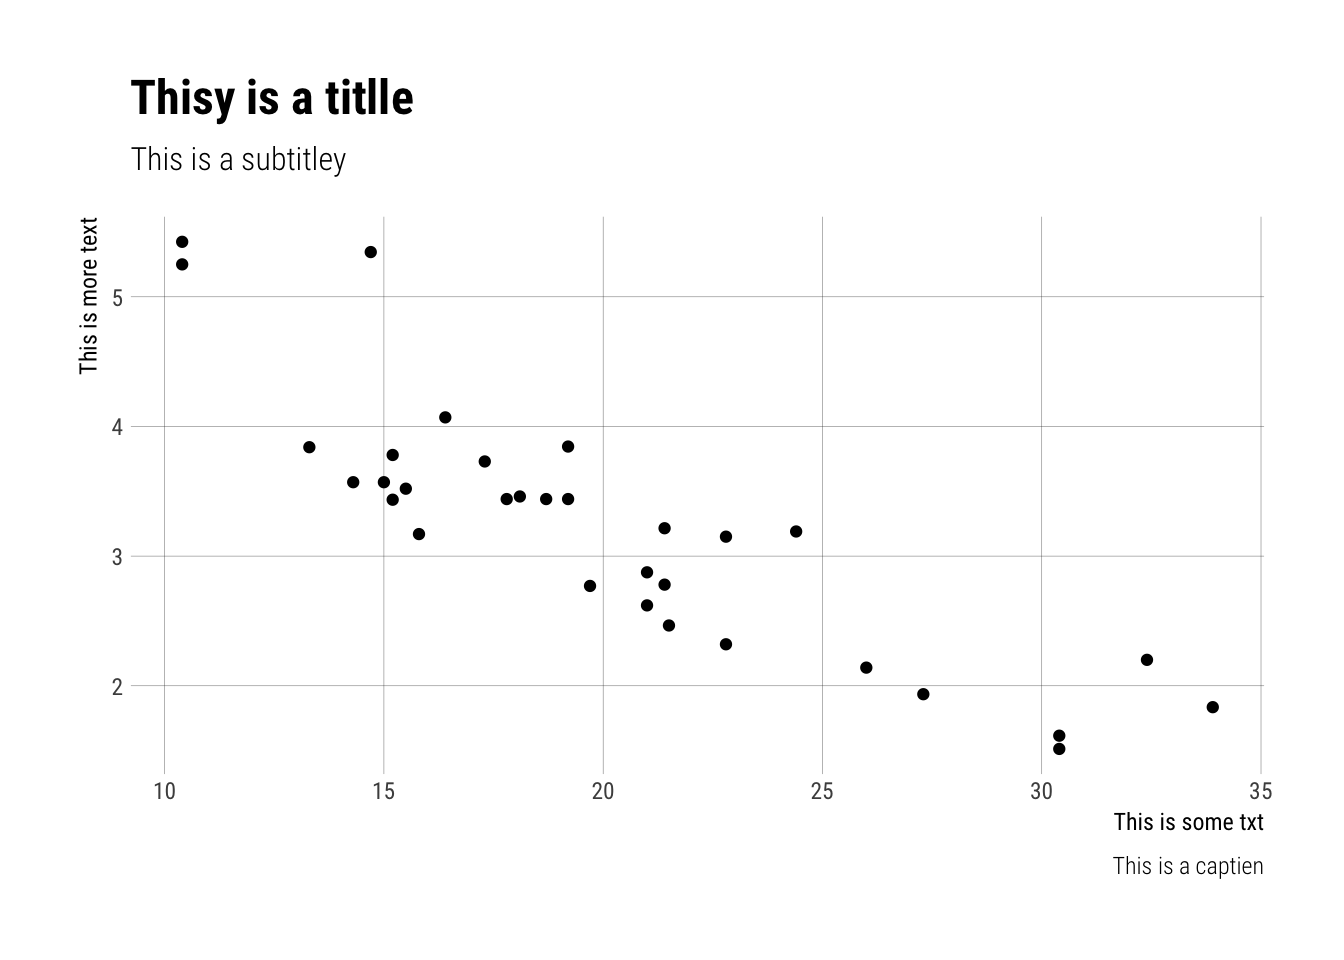 Thisy is a titlle
This is a subtitley
This is more text
5
4
3
2
10 15 20 25 30 35
This is some txt
This is a captien